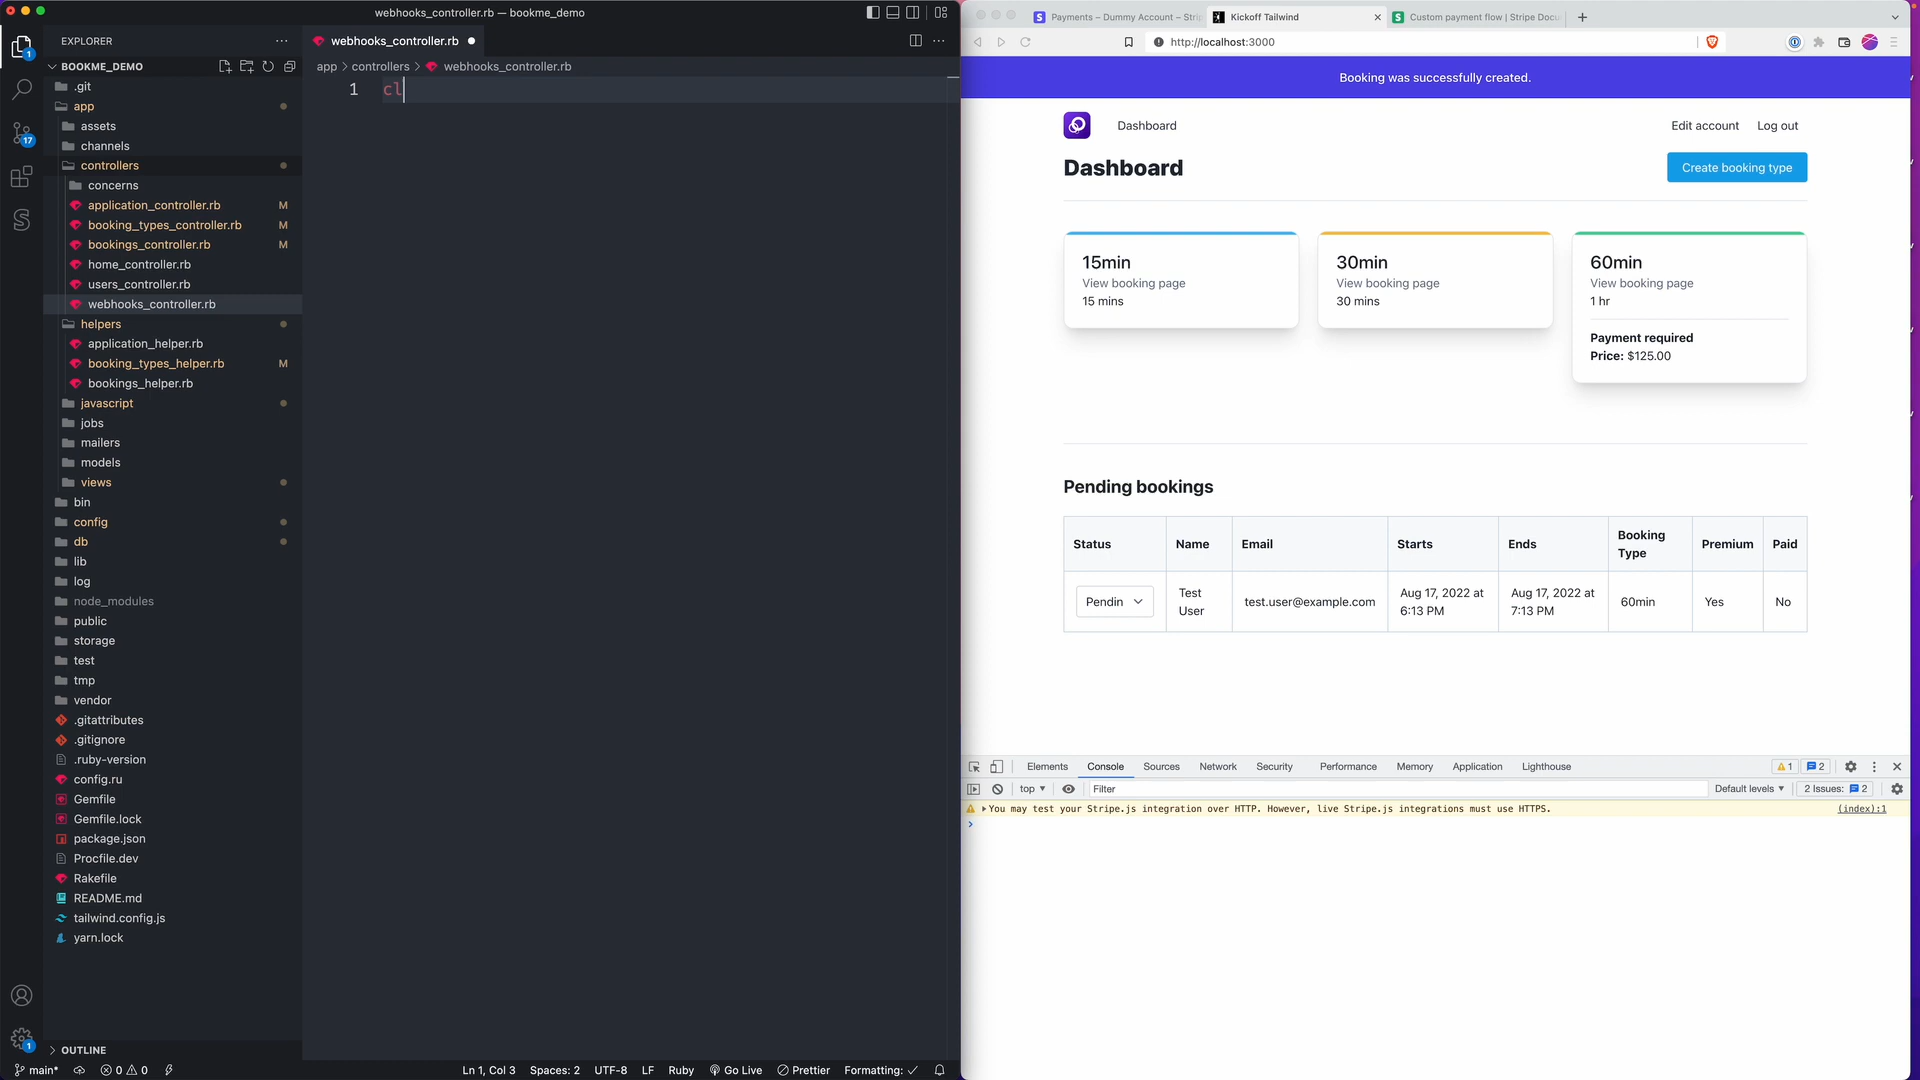 webhooks_controller.rb — bookme_demo
EXPLORER
BOOKME_DEMO
.git
app
assets
channels
controllers
concerns
application_controller.rb M
booking_types_controller.rb M
bookings_controller.rb M
home_controller.rb
users_controller.rb
webhooks_controller.rb
helpers
application_helper.rb
booking_types_helper.rb M
bookings_helper.rb
javascript
jobs
mailers
models
views
bin
config
db
lib
log
node_modules
public
storage
test
tmp
vendor
.gitattributes
.gitignore
.ruby-version
config.ru
Gemfile
Gemfile.lock
package.json
Procfile.dev
Rakefile
README.md
tailwind.config.js
yarn.lock
OUTLINE
1
17
1
webhooks_controller.rb
app > controllers > webhooks_controller.rb
1 cl
main* 0 0 Ln 1, Col 3 Spaces: 2 UTF-8 LF Ruby Go Live Prettier Formatting:
Payments – Dummy Account – Stri
Kickoff Tailwind
Custom payment flow | Stripe Docu
http://localhost:3000
Booking was successfully created.
Dashboard Edit account Log out
Dashboard
Create booking type
15min
View booking page
15 mins
30min
View booking page
30 mins
60min
View booking page
1 hr
Payment required
Price: $125.00
Pending bookings
Status Name Email Starts Ends Booking Type Premium Paid
Pendin Test User test.user@example.com Aug 17, 2022 at 6:13 PM Aug 17, 2022 at 7:13 PM 60min Yes No
Elements Console Sources Network Security Performance Memory Application Lighthouse 1 2
top Filter Default levels 2 Issues: 2
You may test your Stripe.js integration over HTTP. However, live Stripe.js integrations must use HTTPS. (index):1